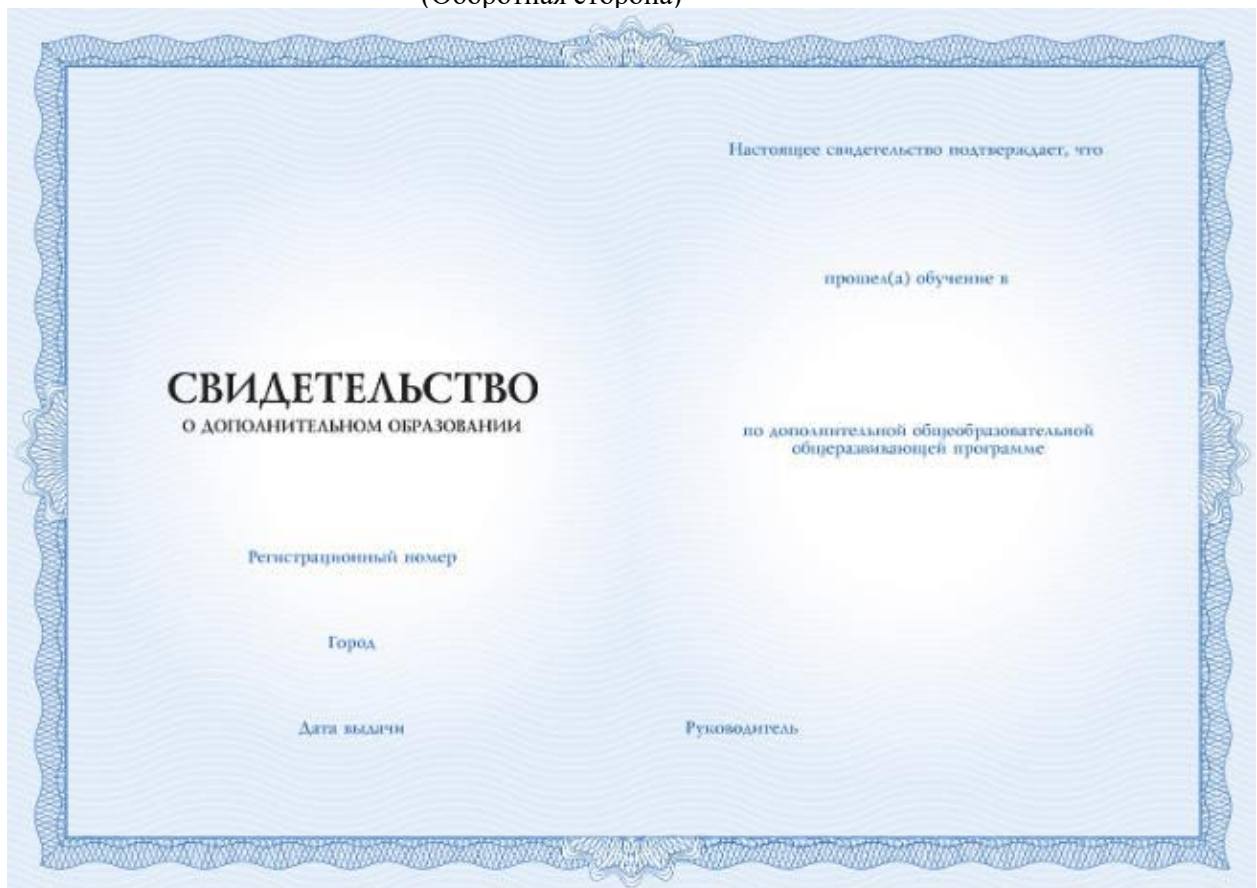 (Оборотная сторона)
СВИДЕТЕЛЬСТВО
О ДОПОЛНИТЕЛЬНОМ ОБРАЗОВАНИИ
Регистрационный номер
Город
Дата выдачи
Настоящее свидетельство подтверждает, что
прошел(а) обучение в
по дополнительной общеобразовательной
общеразвивающей программе
Руководитель